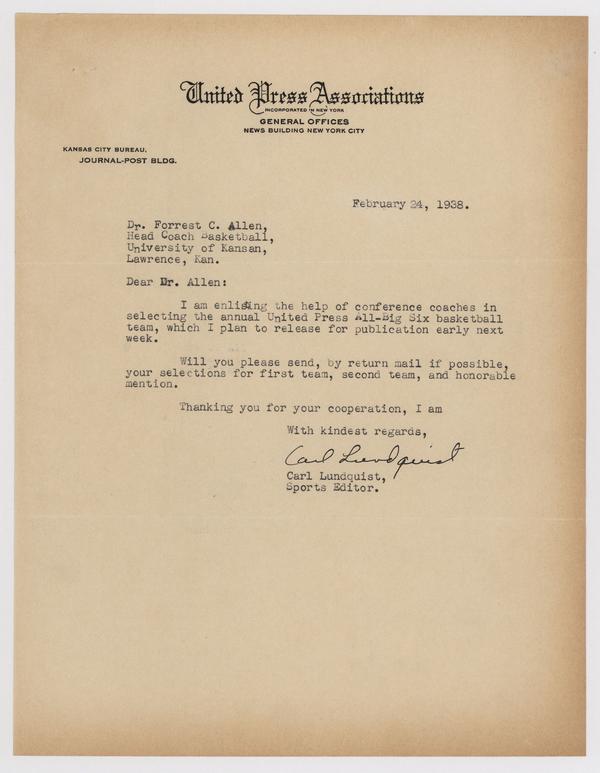 United Press Associations
INCORPORATED IN NEW YORK
GENERAL OFFICES
NEWS BUILDING NEW YORK CITY
KANSAS CITY BUREAU,
JOURNAL-POST BLDG.
February 24, 1938.
Dr. Forrest C. Allen,
Head Coach Basketball,
University of Kansan,
Lawrence, Kan.
Dear Dr. Allen:
I am enlisting the help of conference coaches in
selecting the annual United Press All-Big Six basketball
team, which I plan to release for publication early next
week.
Will you please send, by return mail if possible,
your selections for first team, second team, and honorable
mention.
Thanking you for your cooperation, I am
With kindest regards,
Carl Lundquist
Carl Lundquist,
Sports Editor.